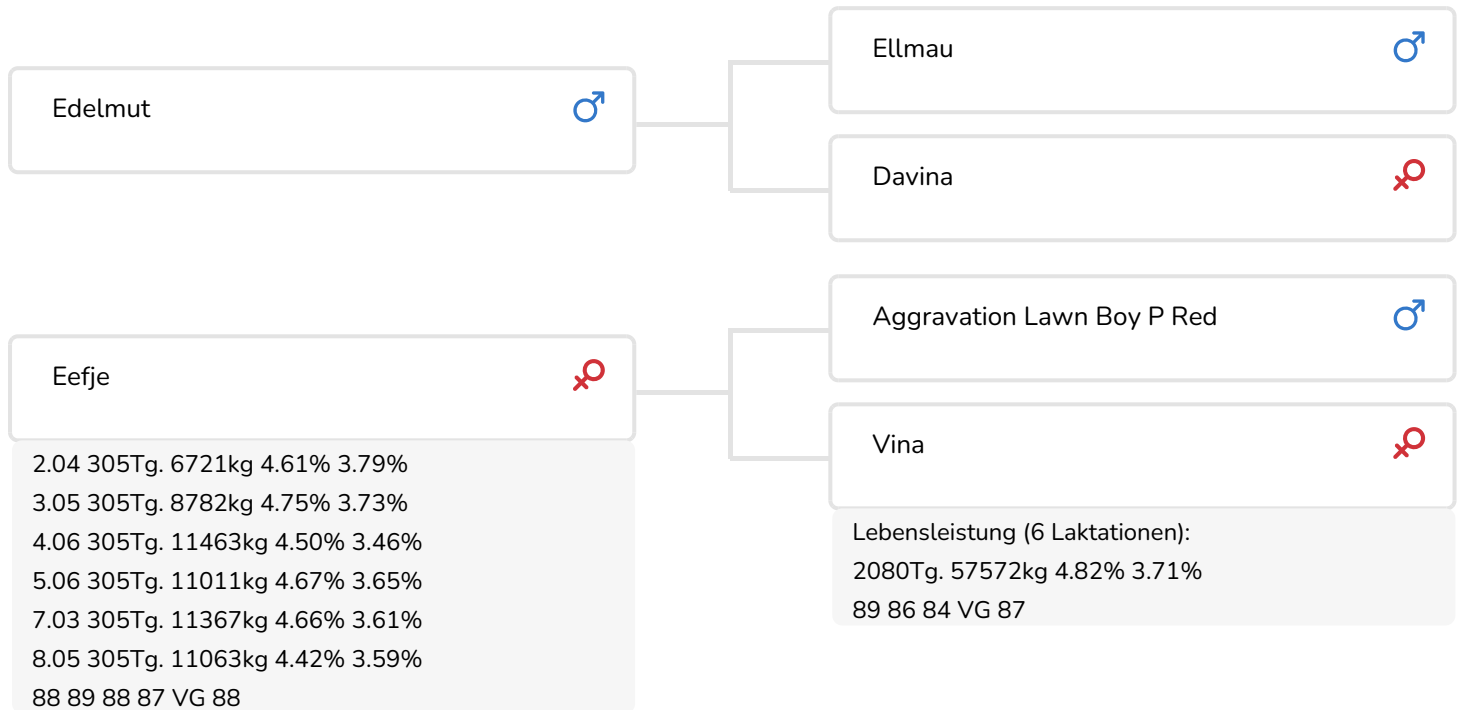 Edelmut
Ellmau
Davina
Eefje
2.04 305Tg. 6721kg 4.61% 3.79%
3.05 305Tg. 8782kg 4.75% 3.73%
4.06 305Tg. 11463kg 4.50% 3.46%
5.06 305Tg. 11011kg 4.67% 3.65%
7.03 305Tg. 11367kg 4.66% 3.61%
8.05 305Tg. 11063kg 4.42% 3.59%
88 89 88 87 VG 88
Aggravation Lawn Boy P Red
Vina
Lebensleistung (6 Laktationen):
2080Tg. 57572kg 4.82% 3.71%
89 86 84 VG 87